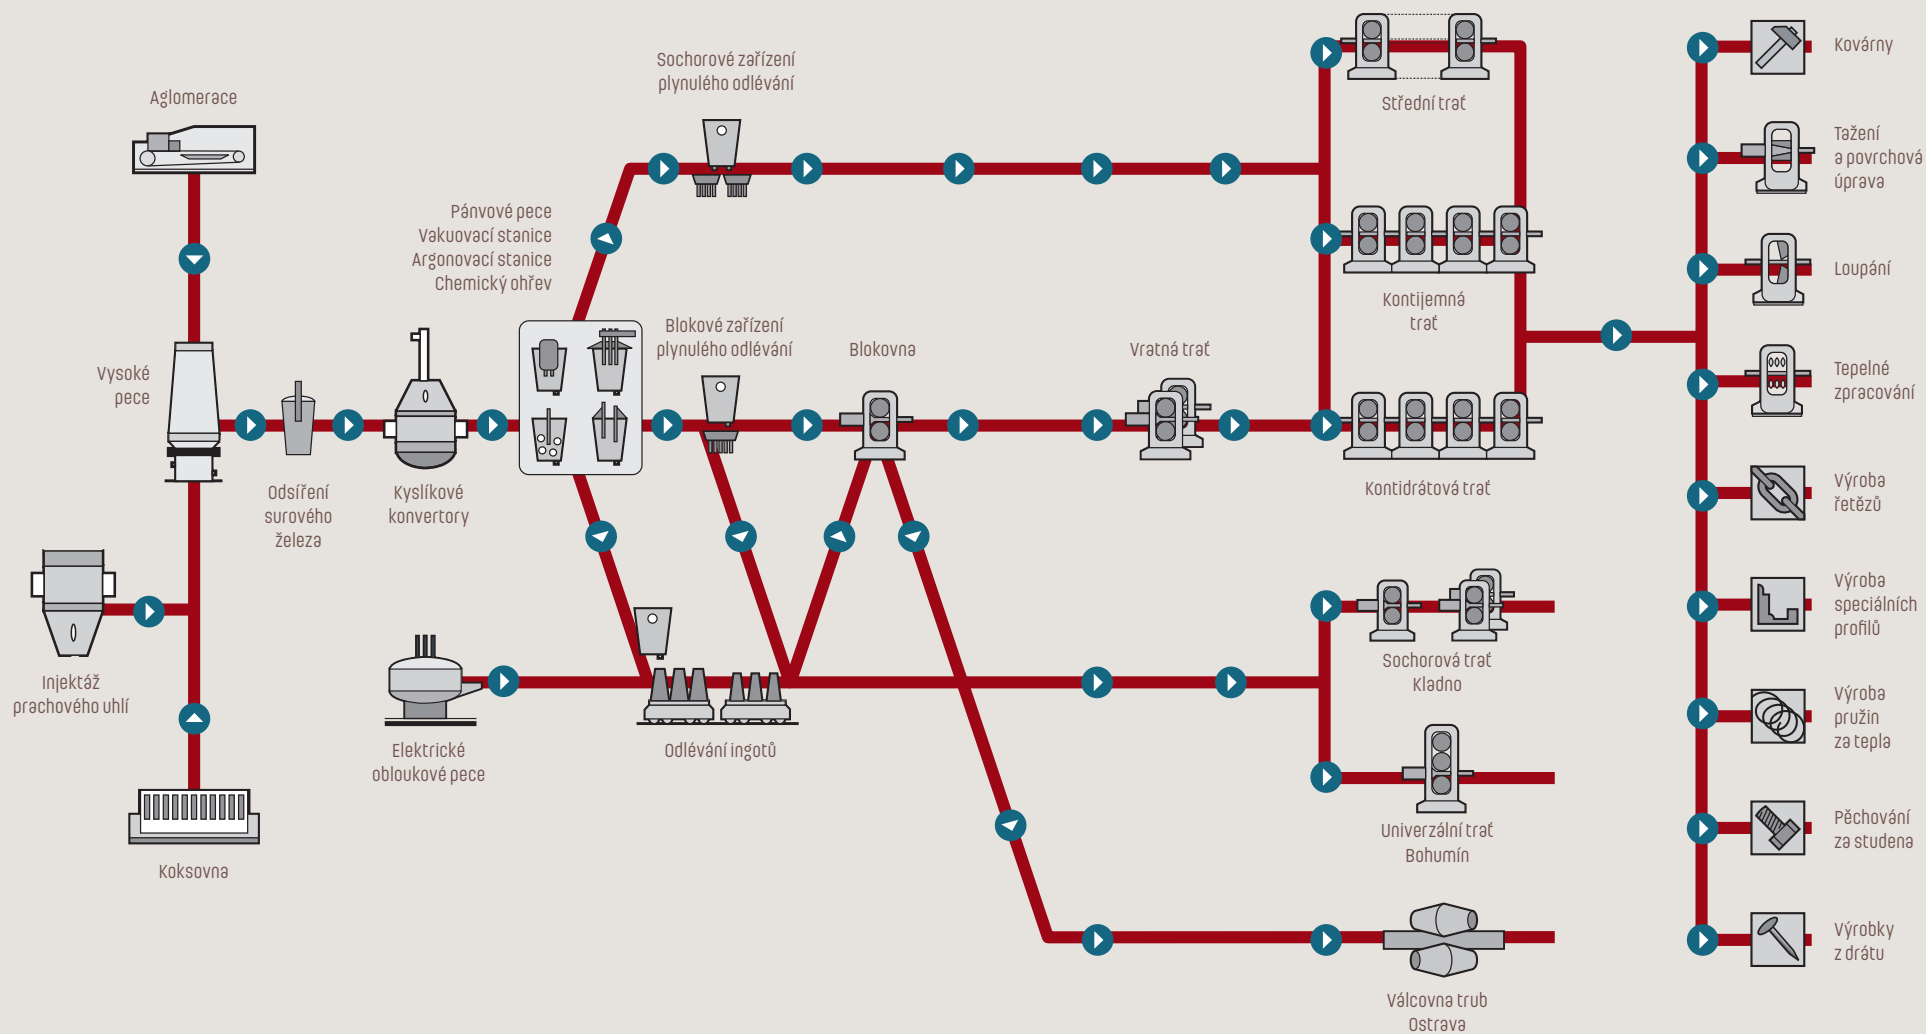 Aglomerace
Vysoké
pece
Injektáž
prachového uhlí
Koksovna
Odsíření
surového
železa
Kyslíkové
konvertory
Elektrické
obloukové pece
Pánvové pece
Vakuovací stanice
Argonovací stanice
Chemický ohřev
Sochorové zařízení
plynulého odlévání
Blokové zařízení
plynulého odlévání
Odlévání ingotů
Blokovna
Vratná trať
Střední trať
Kontijemná
trať
Kontidrátová trať
Sochorová trať
Kladno
Univerzální trať
Bohumín
Válcovna trub
Ostrava
Kovárny
Tažení
a povrchová
úprava
Loupání
Tepelné
zpracování
Výroba
řetězů
Výroba
speciálních
profilů
Výroba
pružin
za tepla
Pěchování
za studena
Výrobky
z drátu